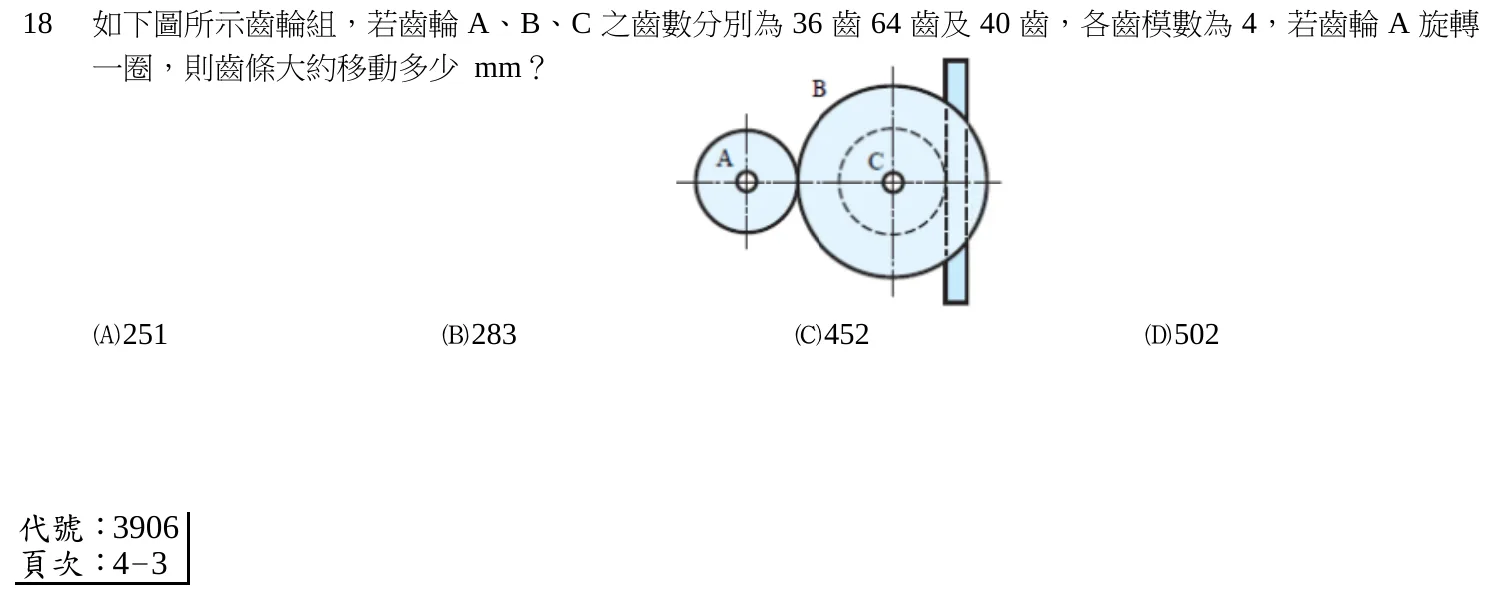 18 如下圖所示齒輪組，若齒輪 A、B、C 之齒數分別為 36 齒 64 齒及 40 齒，各齒模數為 4，若齒輪 A 旋轉
一圈，則齒條大約移動多少 mm？
B
A
C
(A)251 (B)283 (C)452 (D)502
代號：3906
頁次：4-3